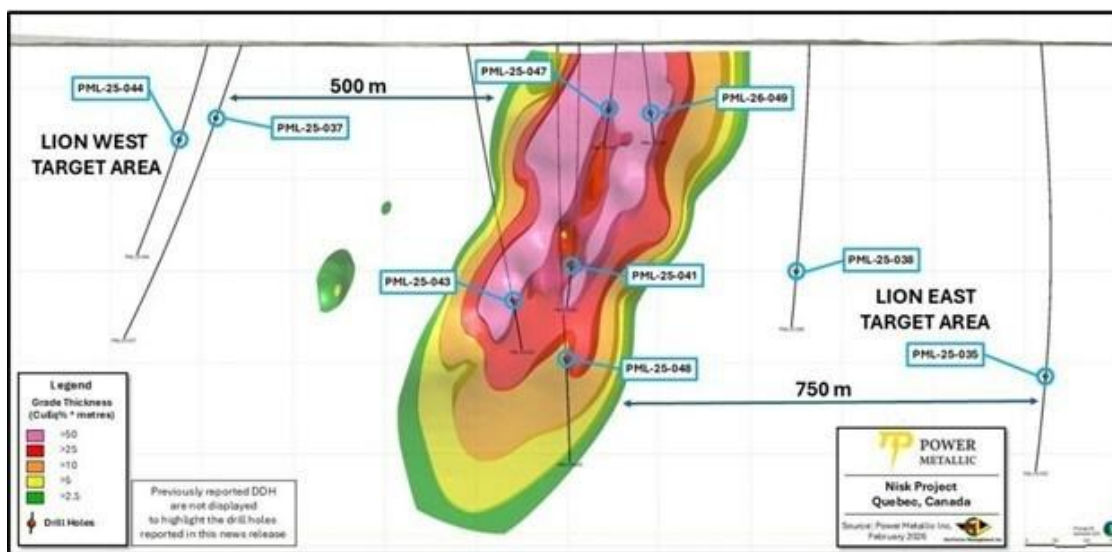 PML-25-044
PML-25-037
500 m
PML-25-047
PML-26-049
LION WEST
TARGET AREA
PML-25-043
PML-25-041
PML-25-038
LION EAST
TARGET AREA
PML-25-035
PML-25-048
750 m
Legend
Grade Thickness
(CuEq% * metres)
>50
>25
>10
>5
>2.5
Drill Holes
Previously reported DDH
are not displayed
to highlight the drill holes
reported in this news release
POWER
METALLIC
Nisk Project
Quebec, Canada
Source: Power Metallic Inc.
February 2026